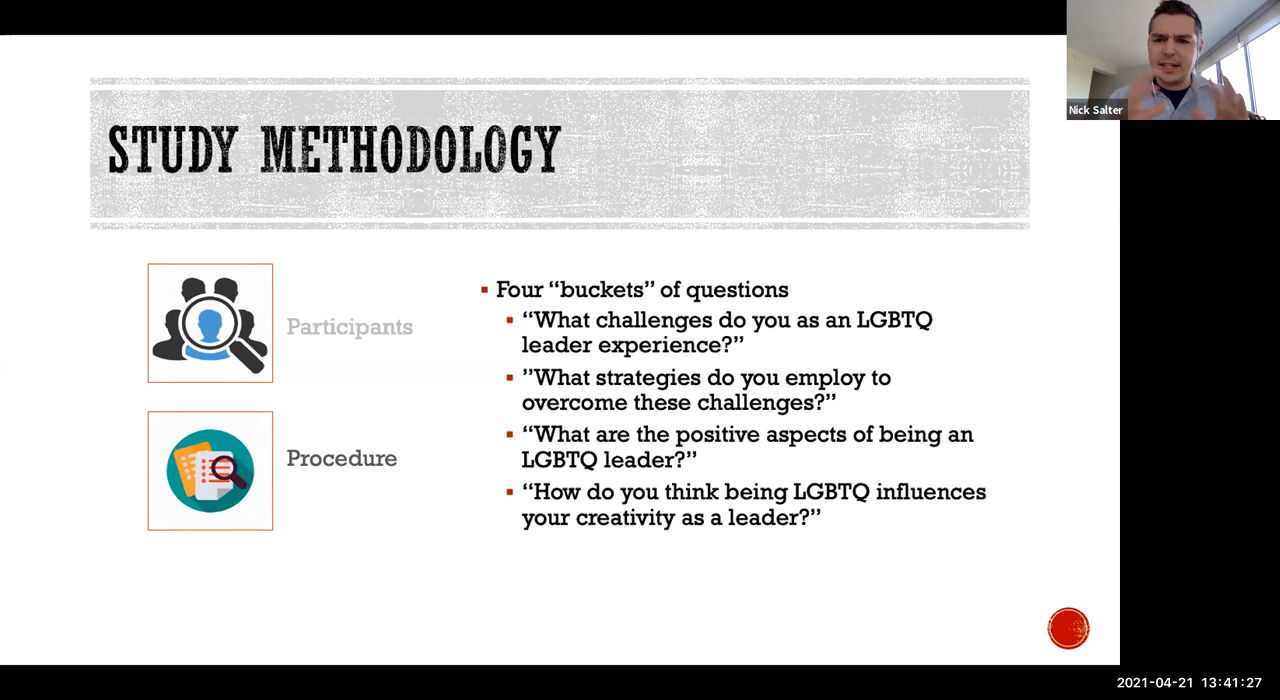 Nick Salter
STUDY METHODOLOGY
Participants
Procedure
▪ Four “buckets” of questions
▪ “What challenges do you as an LGBTQ
leader experience?”
▪ ”What strategies do you employ to
overcome these challenges?”
▪ “What are the positive aspects of being an
LGBTQ leader?”
▪ “How do you think being LGBTQ influences
your creativity as a leader?”
2021-04-21 13:41:27